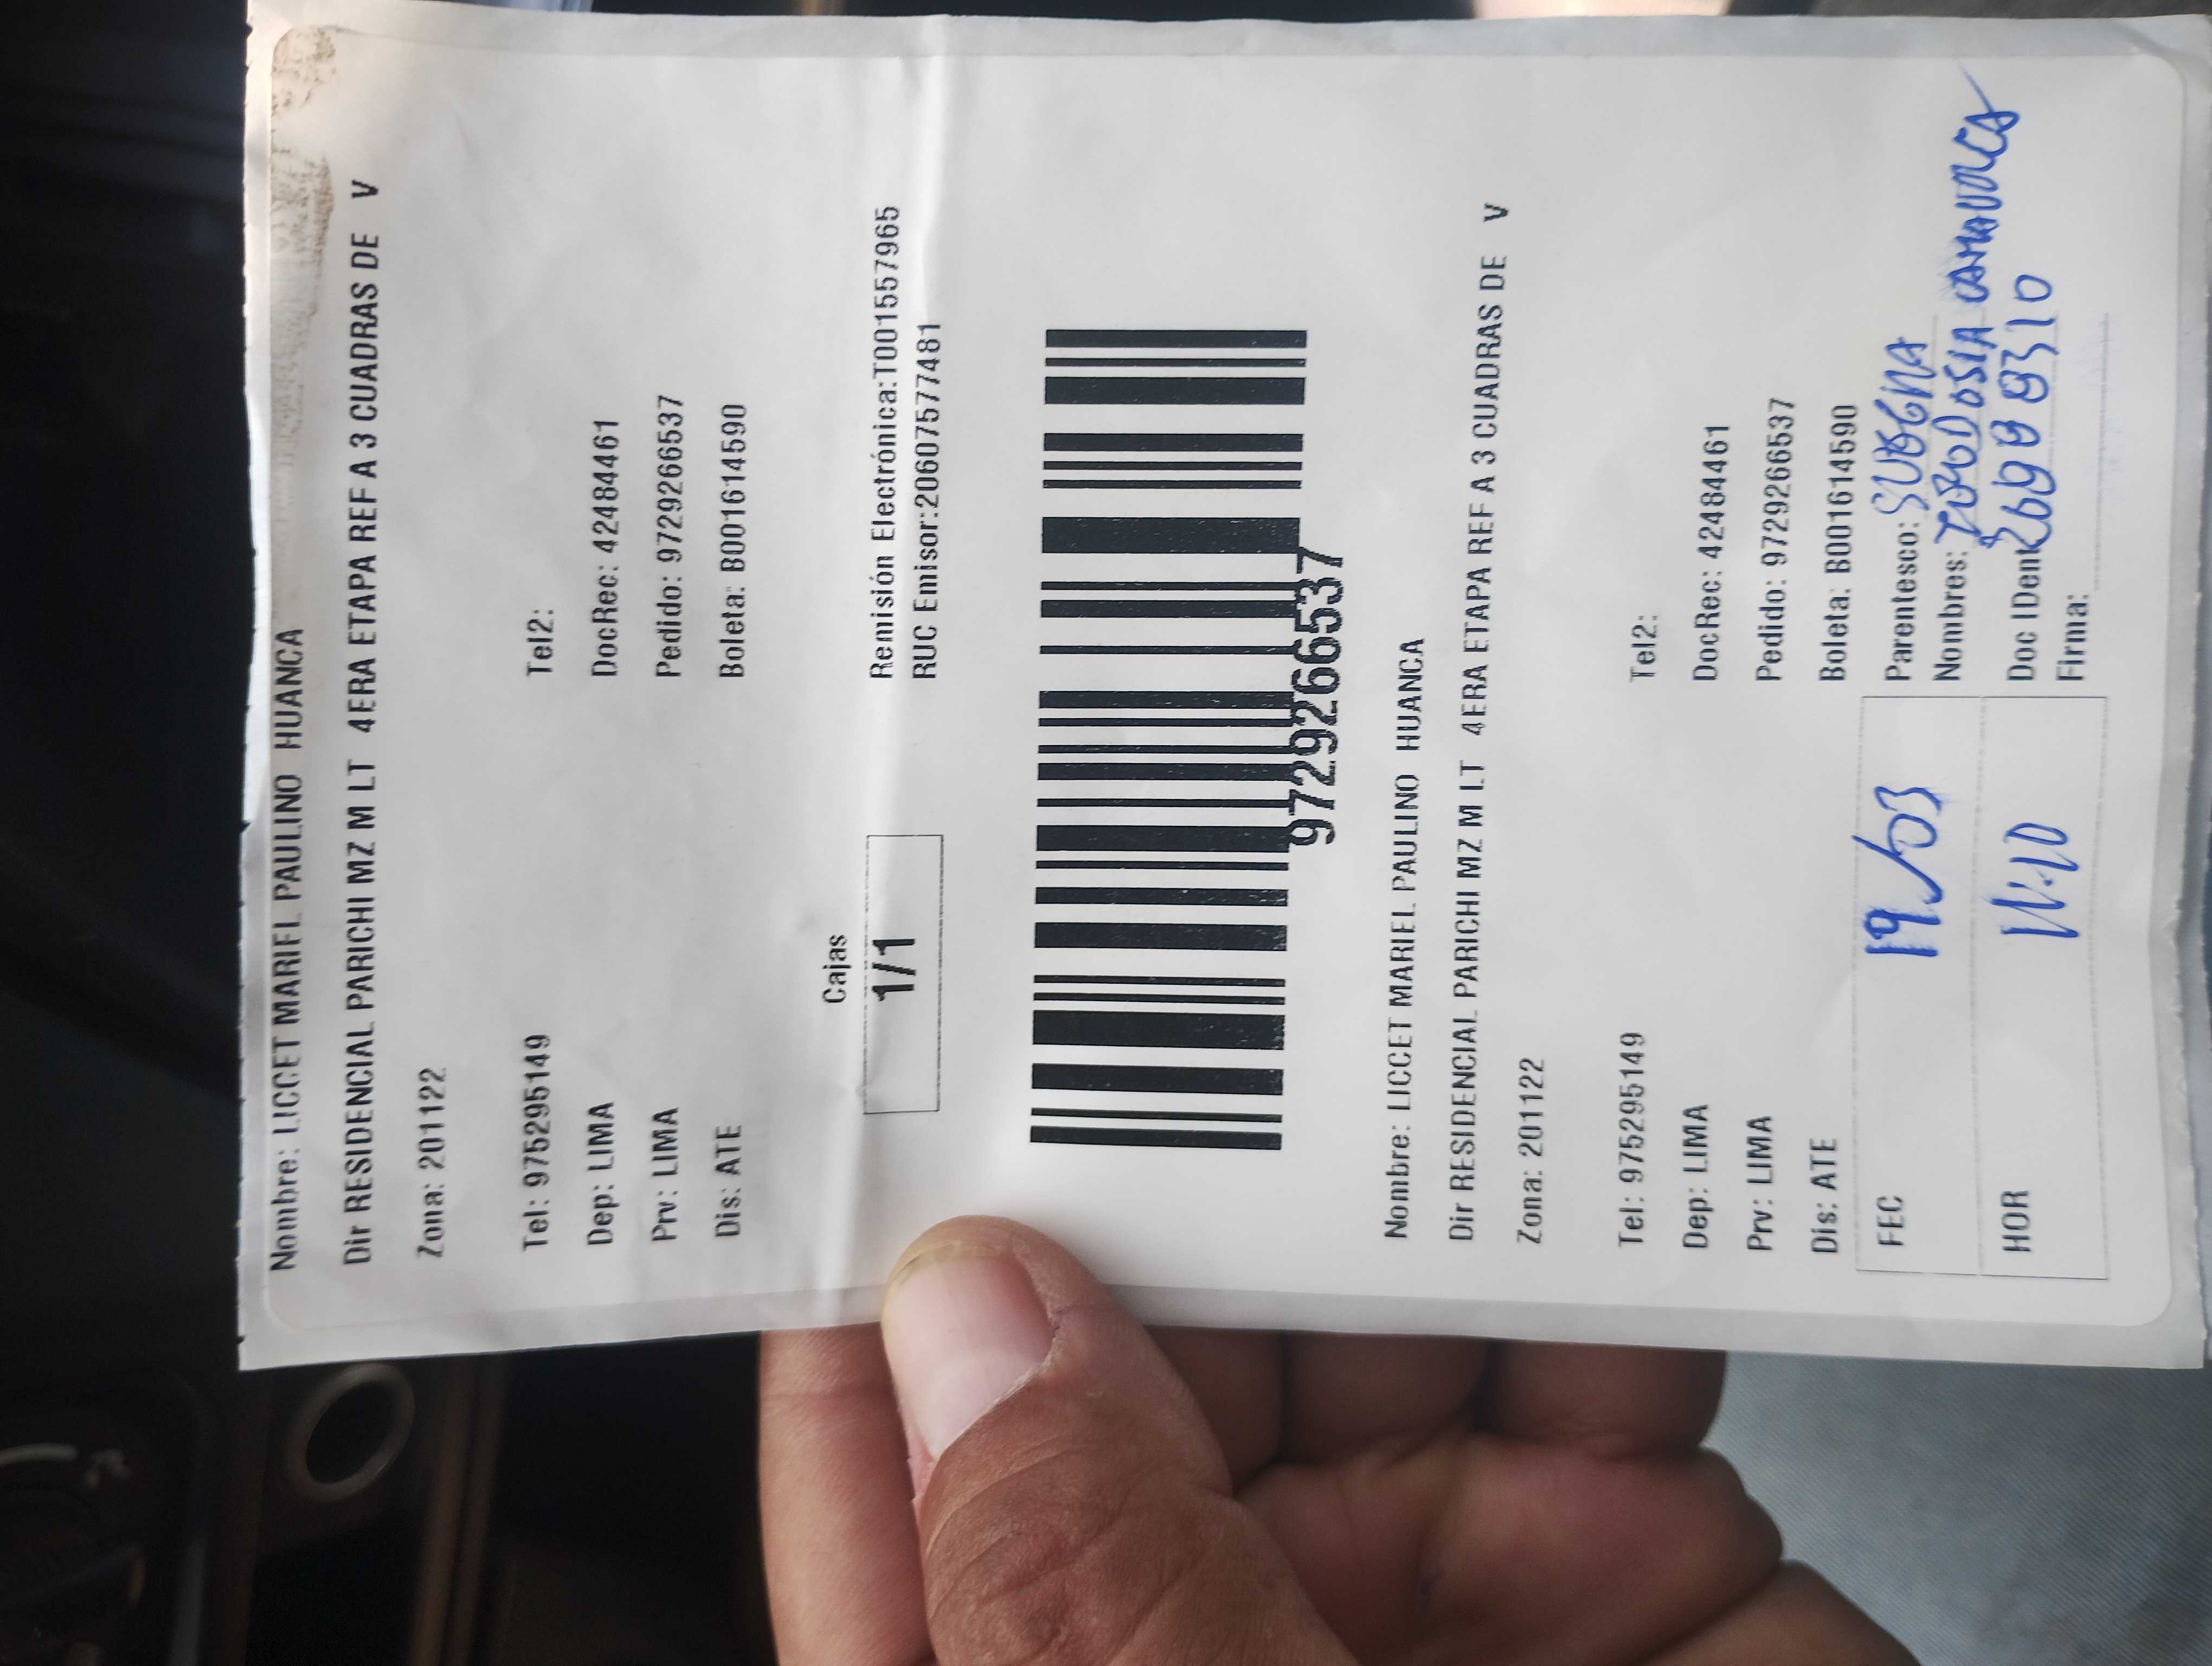 Nombre: LICCET MARIEL PAULINO HUANCA
Dir RESIDENCIAL PARICHI MZ M LT 4ERA ETAPA REF A 3 CUADRAS DE V
Zona: 201122
Tel: 975295149 Tel2:
Dep: LIMA DocRec: 42484461
Prv: LIMA Pedido: 9729266537
Dis: ATE Boleta: B001614590
Cajas
1/1
Remisión Electrónica:T001557965
RUC Emisor:20607577481
9729266537
Nombre: LICCET MARIEL PAULINO HUANCA
Dir RESIDENCIAL PARICHI MZ M LT 4ERA ETAPA REF A 3 CUADRAS DE V
Zona: 201122
Tel: 975295149 Tel2:
Dep: LIMA DocRec: 42484461
Prv: LIMA Pedido: 9729266537
Dis: ATE Boleta: B001614590
FEC 19/03 Parentesco: SUEGRA
Nombres:
HOR Doc IDen
Firma: